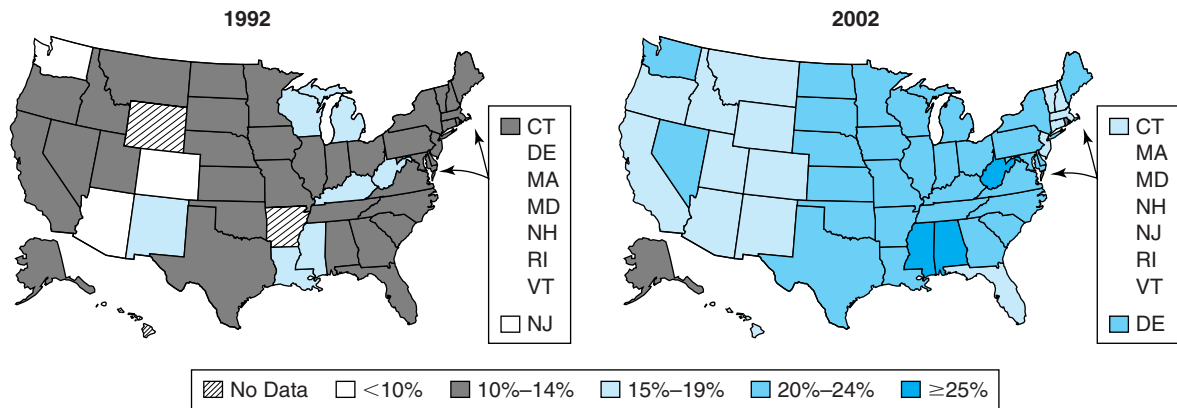 1992
2002
CT
DE
MA
MD
NH
RI
VT
NJ
CT
MA
MD
NH
NJ
RI
VT
DE
No Data <10% 10%–14% 15%–19% 20%–24% ≥25%